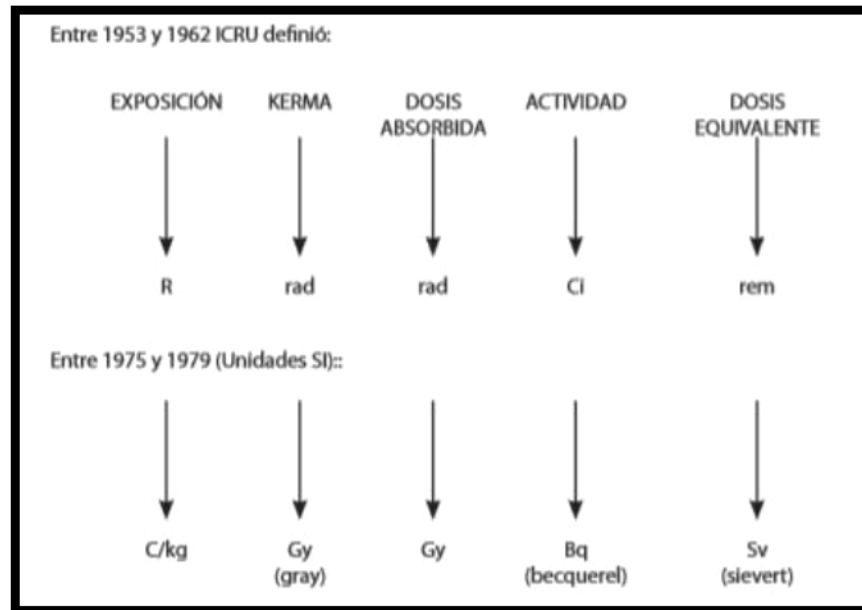 Entre 1953 y 1962 ICRU definió:
EXPOSICIÓN KERMA DOSIS ABSORBIDA ACTIVIDAD DOSIS EQUIVALENTE
R rad rad Ci rem
Entre 1975 y 1979 (Unidades SI)::
C/kg Gy (gray) Gy Bq (becquerel) Sv (sievert)